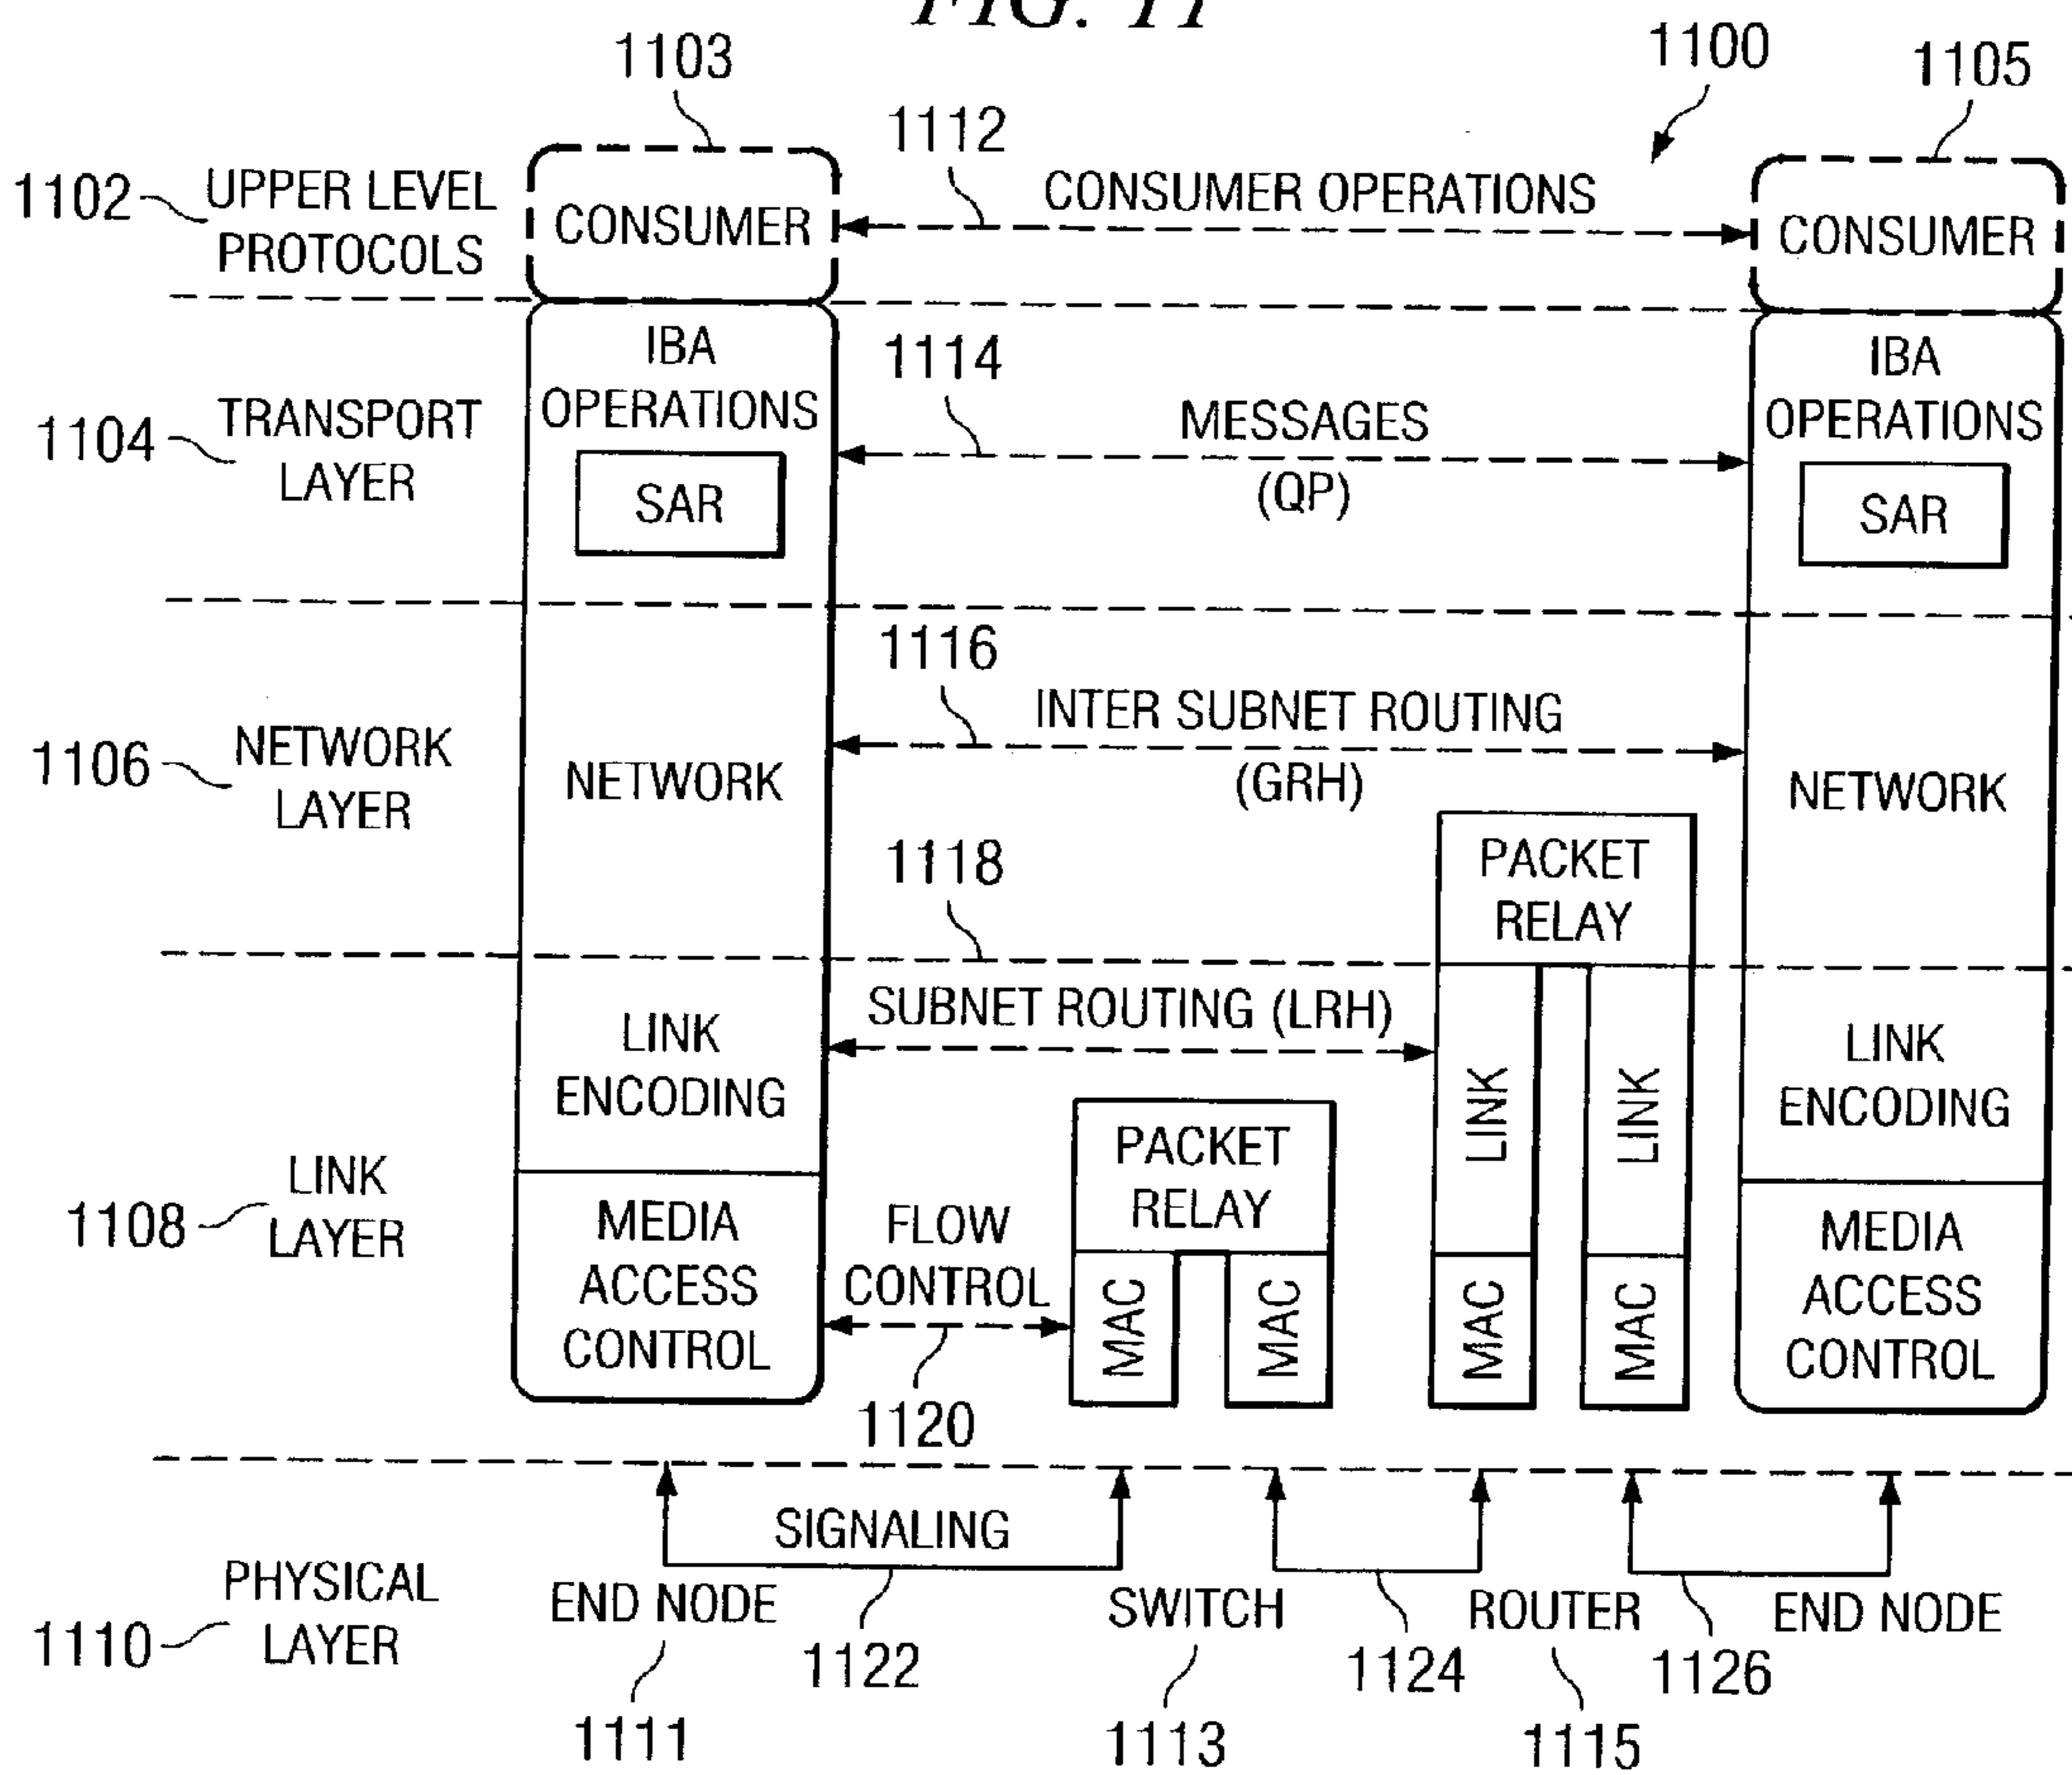 FIG. 11
1103
1100
1105
1112
1102
UPPER LEVEL
PROTOCOLS
CONSUMER
CONSUMER OPERATIONS
CONSUMER
1104
TRANSPORT
LAYER
IBA
OPERATIONS
SAR
1114
MESSAGES
(QP)
IBA
OPERATIONS
SAR
1106
NETWORK
LAYER
NETWORK
1116
INTER SUBNET ROUTING
(GRH)
NETWORK
1118
PACKET
RELAY
LINK
ENCODING
SUBNET ROUTING (LRH)
LINK
LINK
LINK
ENCODING
1108
LINK
LAYER
MEDIA
ACCESS
CONTROL
FLOW
CONTROL
1120
PACKET
RELAY
MAC
MAC
MAC
MAC
MEDIA
ACCESS
CONTROL
1110
PHYSICAL
LAYER
SIGNALING
END NODE
1111
1122
SWITCH
1113
1124
ROUTER
1115
1126
END NODE